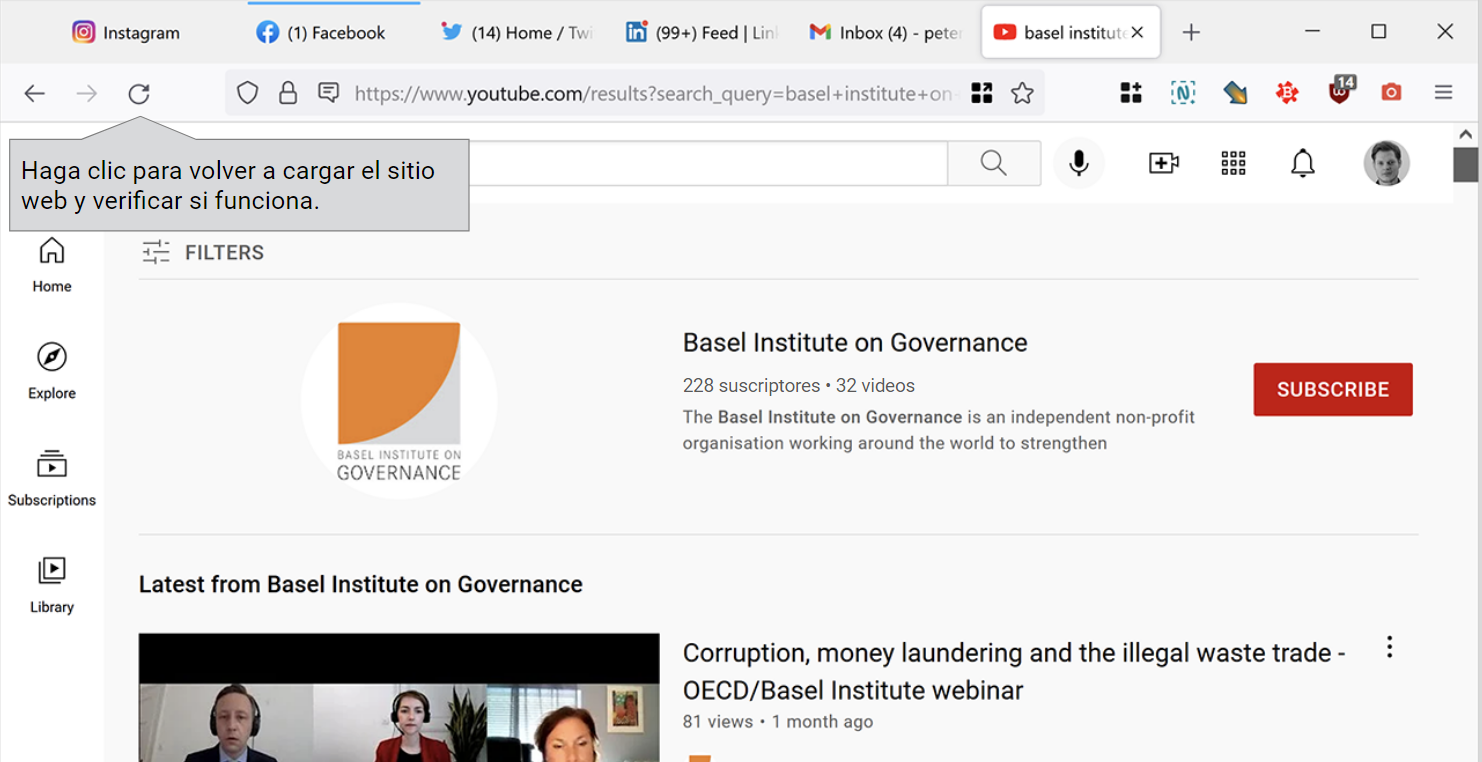 Instagram
(1) Facebook
(14) Home / Twi
(99+) Feed | Lin
Inbox (4) - peter
basel institute
https://www.youtube.com/results?search_query=basel+institute+on
14
Haga clic para volver a cargar el sitio
web y verificar si funciona.
FILTERS
Home
Explore
Subscriptions
Library
BASEL INSTITUTE ON
GOVERNANCE
Basel Institute on Governance
228 suscriptores • 32 videos
The Basel Institute on Governance is an independent non-profit
organisation working around the world to strengthen
SUBSCRIBE
Latest from Basel Institute on Governance
Corruption, money laundering and the illegal waste trade -
OECD/Basel Institute webinar
81 views • 1 month ago